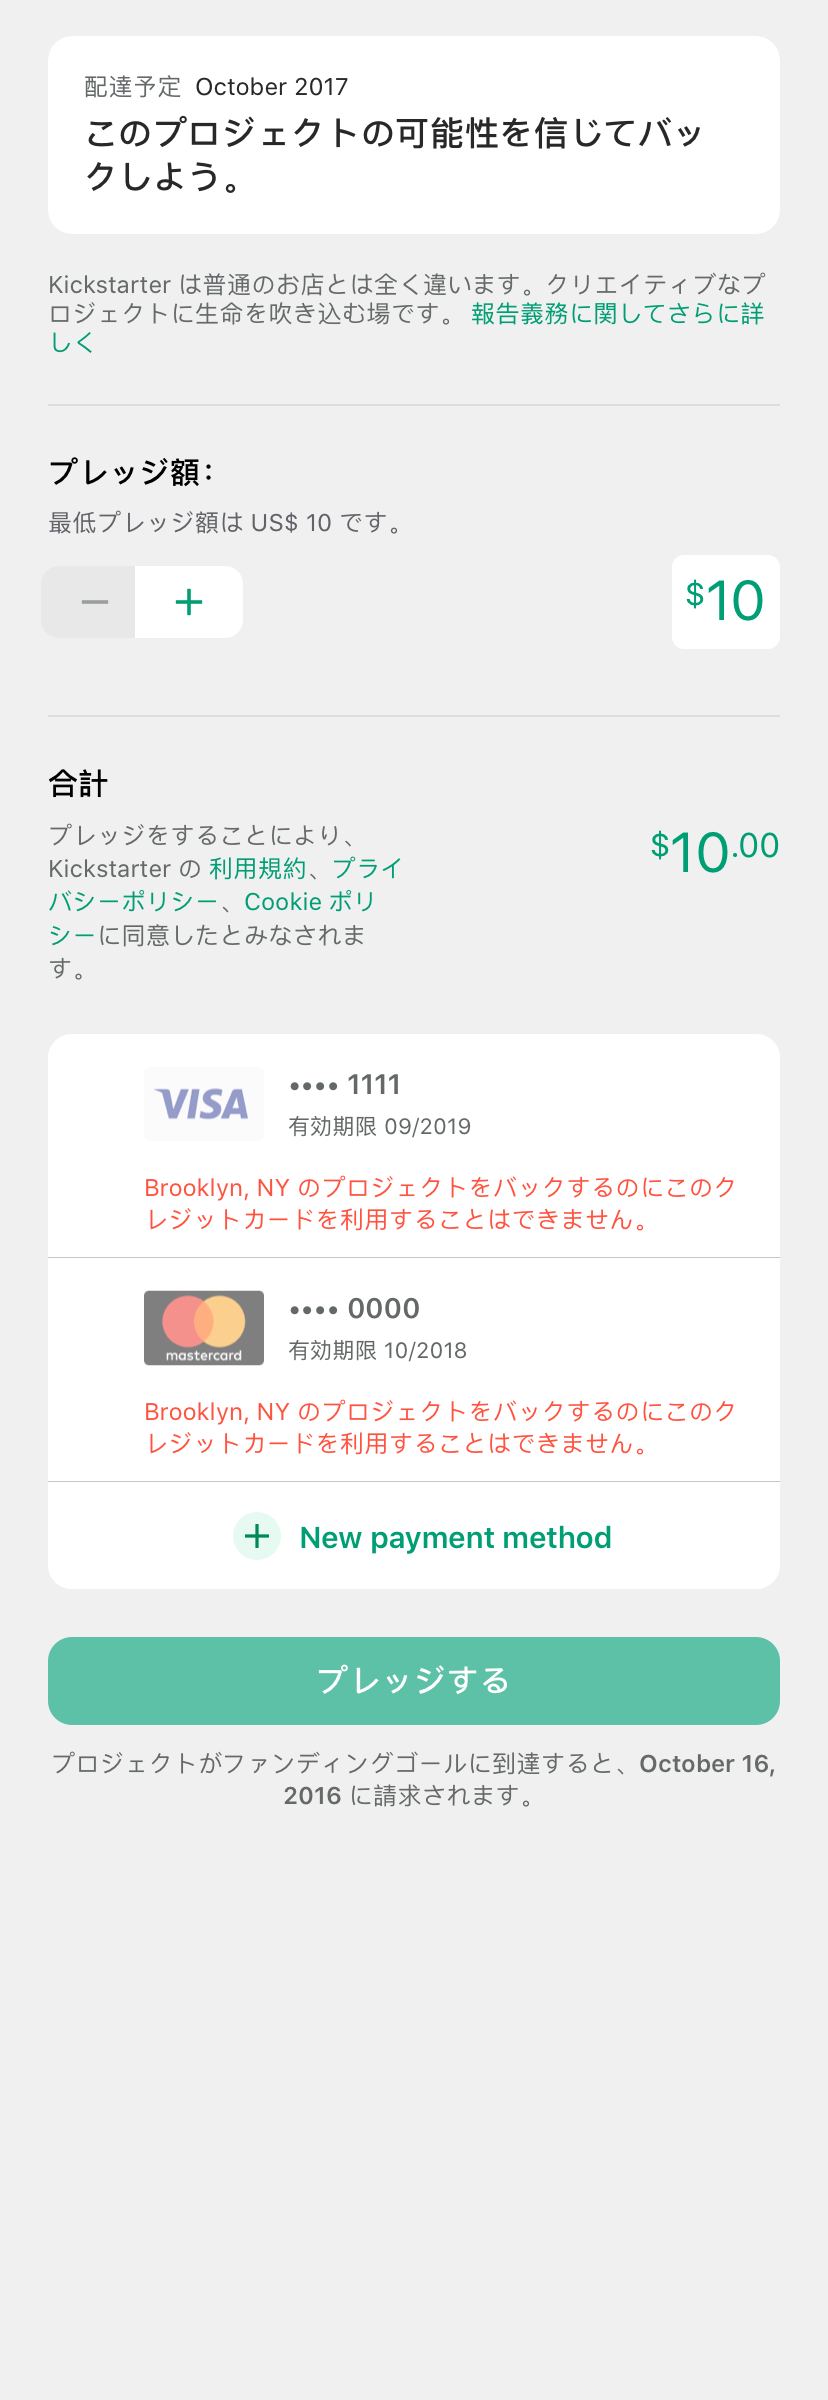 配達予定 October 2017
このプロジェクトの可能性を信じてバッ
クしよう。
Kickstarter は普通のお店とは全く違います。クリエイティブなプ
ロジェクトに生命を吹き込む場です。 報告義務に関してさらに詳
しく
プレッジ額:
最低プレッジ額は US$ 10 です。
− + $10
合計
プレッジをすることにより、
Kickstarter の 利用規約、プライ
バシーポリシー、Cookie ポリ
シーに同意したとみなされま
す。
$10.00
VISA •••• 1111
有効期限 09/2019
Brooklyn, NY のプロジェクトをバックするのにこのク
レジットカードを利用することはできません。
mastercard •••• 0000
有効期限 10/2018
Brooklyn, NY のプロジェクトをバックするのにこのク
レジットカードを利用することはできません。
+ New payment method
プレッジする
プロジェクトがファンディングゴールに到達すると、October 16,
2016 に請求されます。